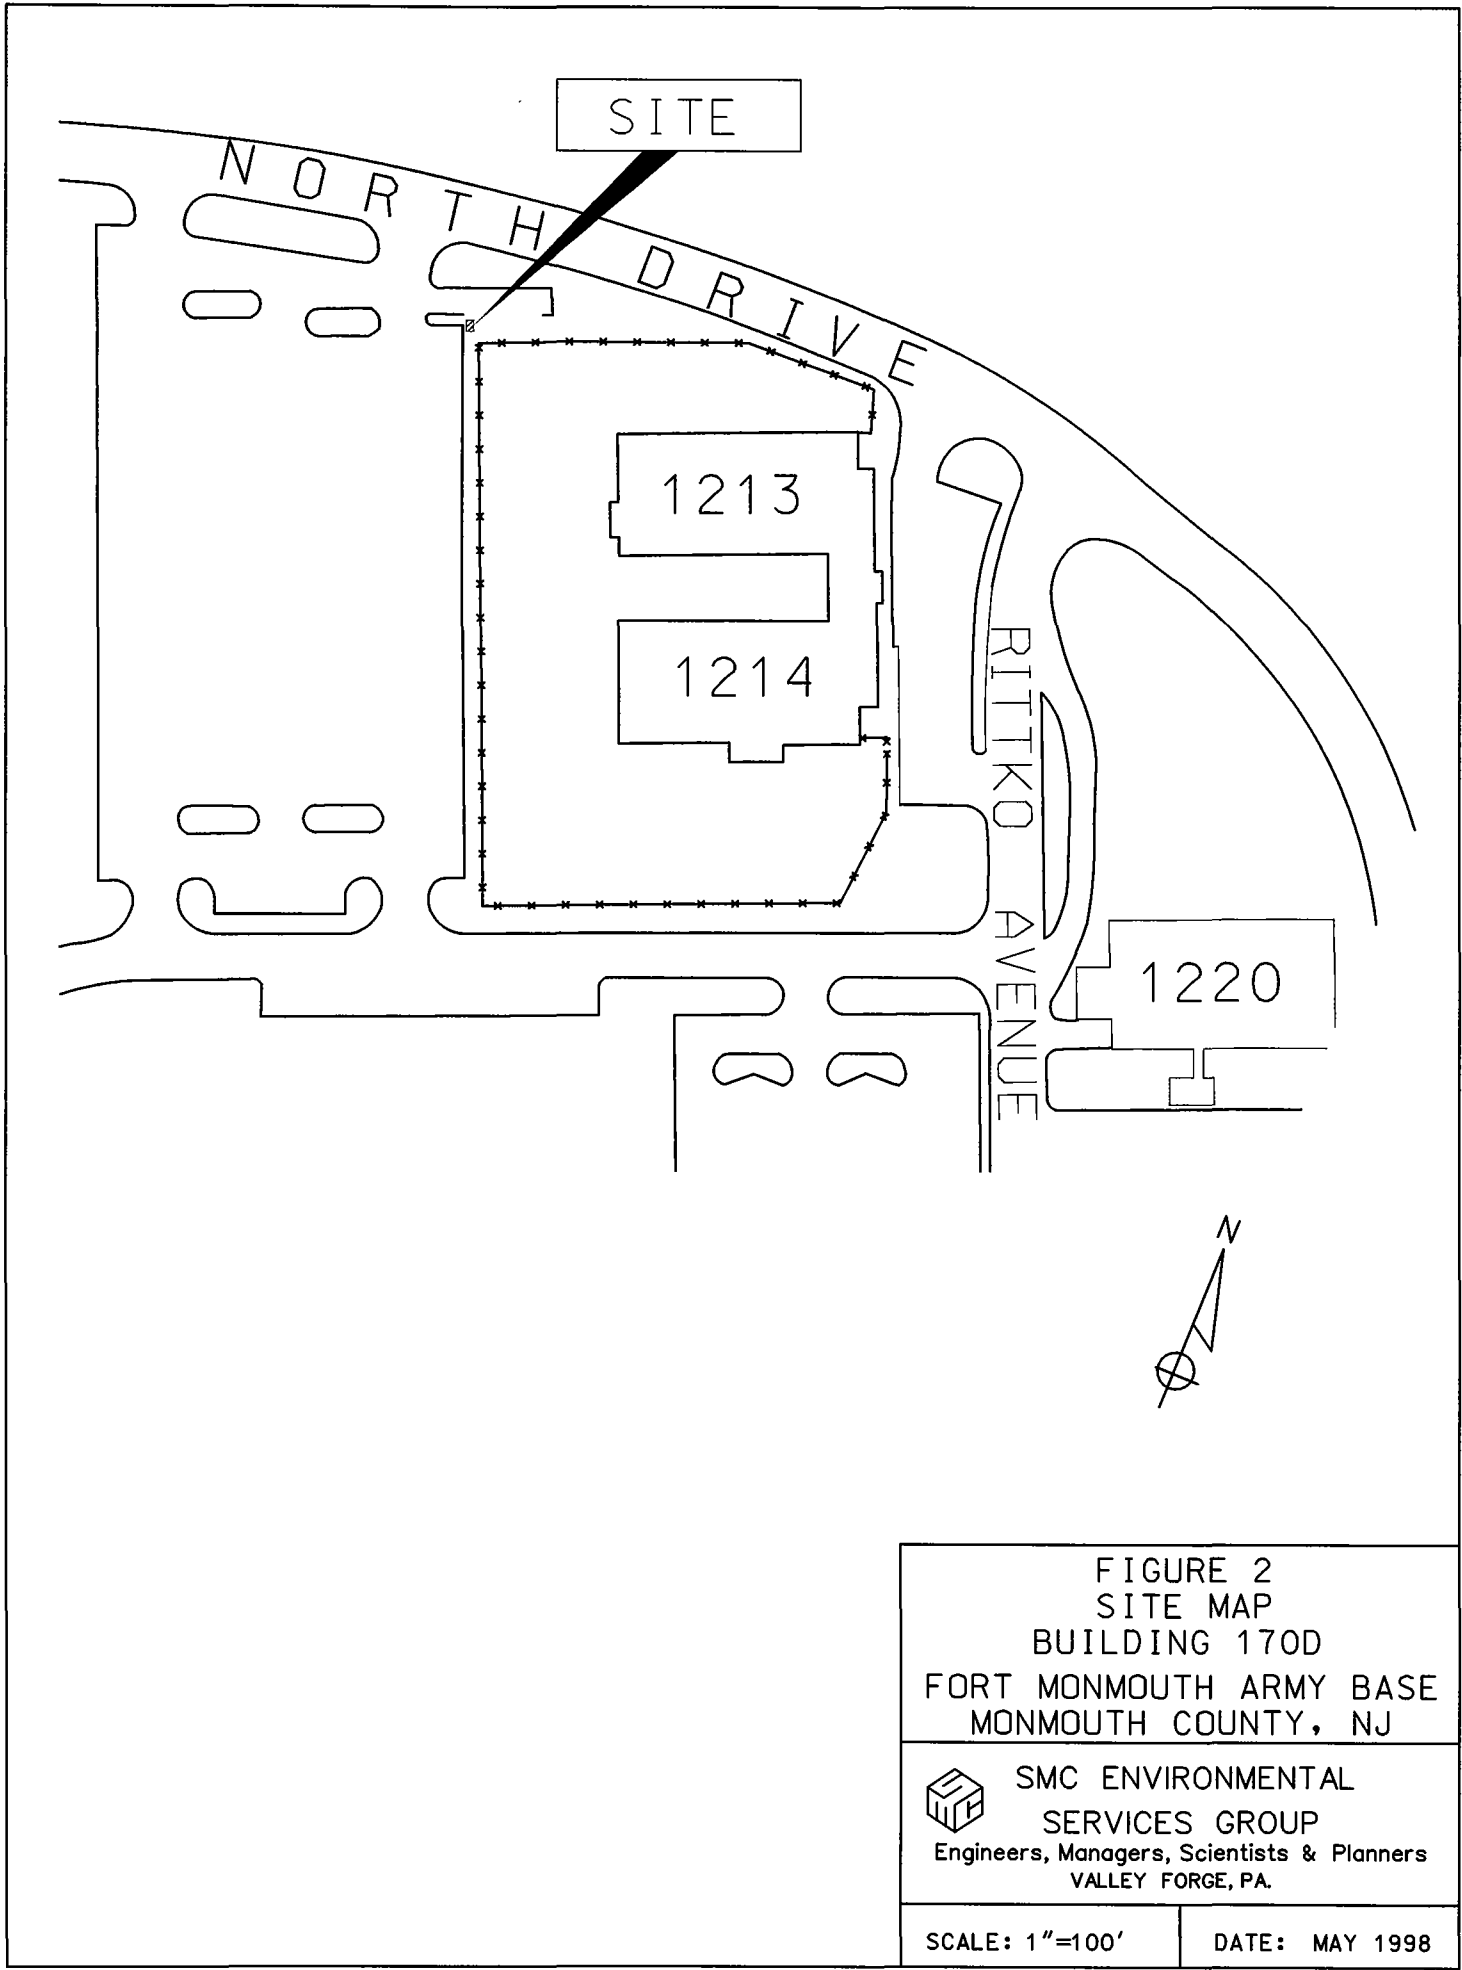 SITE
NORTH DRIVE
1213
1214
RITTKO AVENUE
1220
N
FIGURE 2
SITE MAP
BUILDING 170D
FORT MONMOUTH ARMY BASE
MONMOUTH COUNTY, NJ
SMC
SMC ENVIRONMENTAL
SERVICES GROUP
Engineers, Managers, Scientists & Planners
VALLEY FORGE, PA.
SCALE: 1"=100'
DATE: MAY 1998